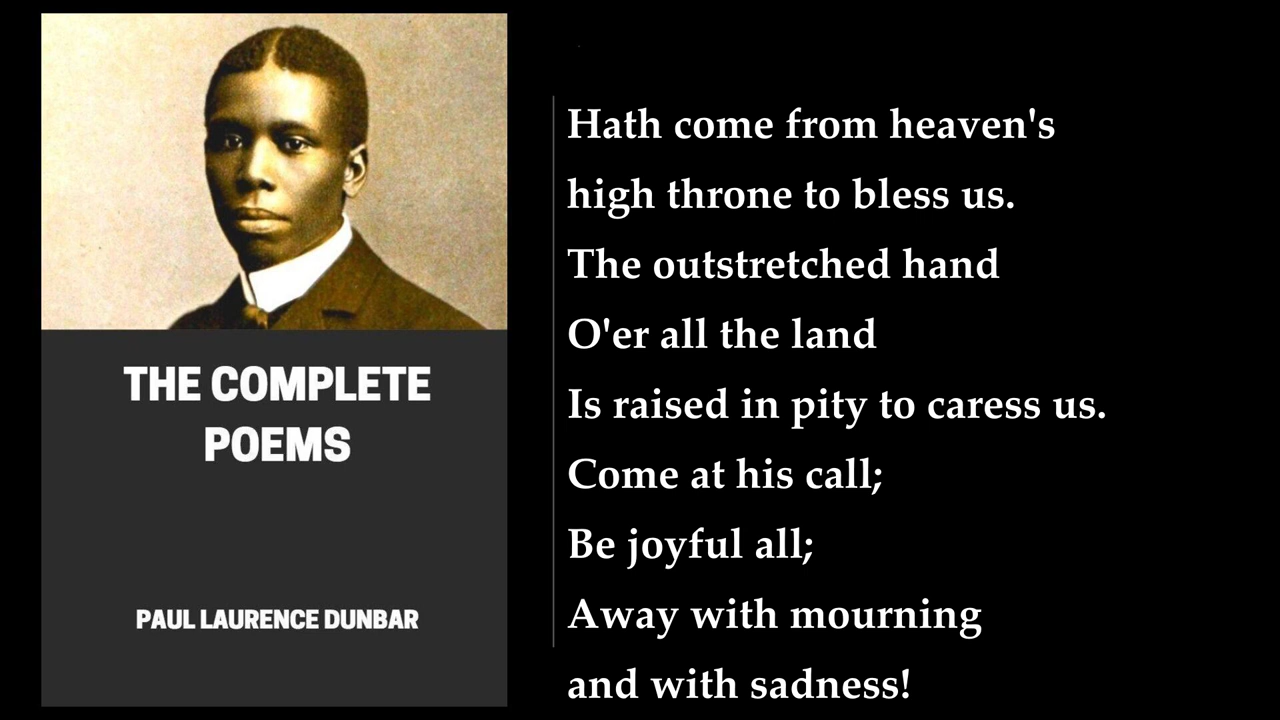 THE COMPLETE
POEMS
PAUL LAURENCE DUNBAR
Hath come from heaven's
high throne to bless us.
The outstretched hand
O'er all the land
Is raised in pity to caress us.
Come at his call;
Be joyful all;
Away with mourning
and with sadness!